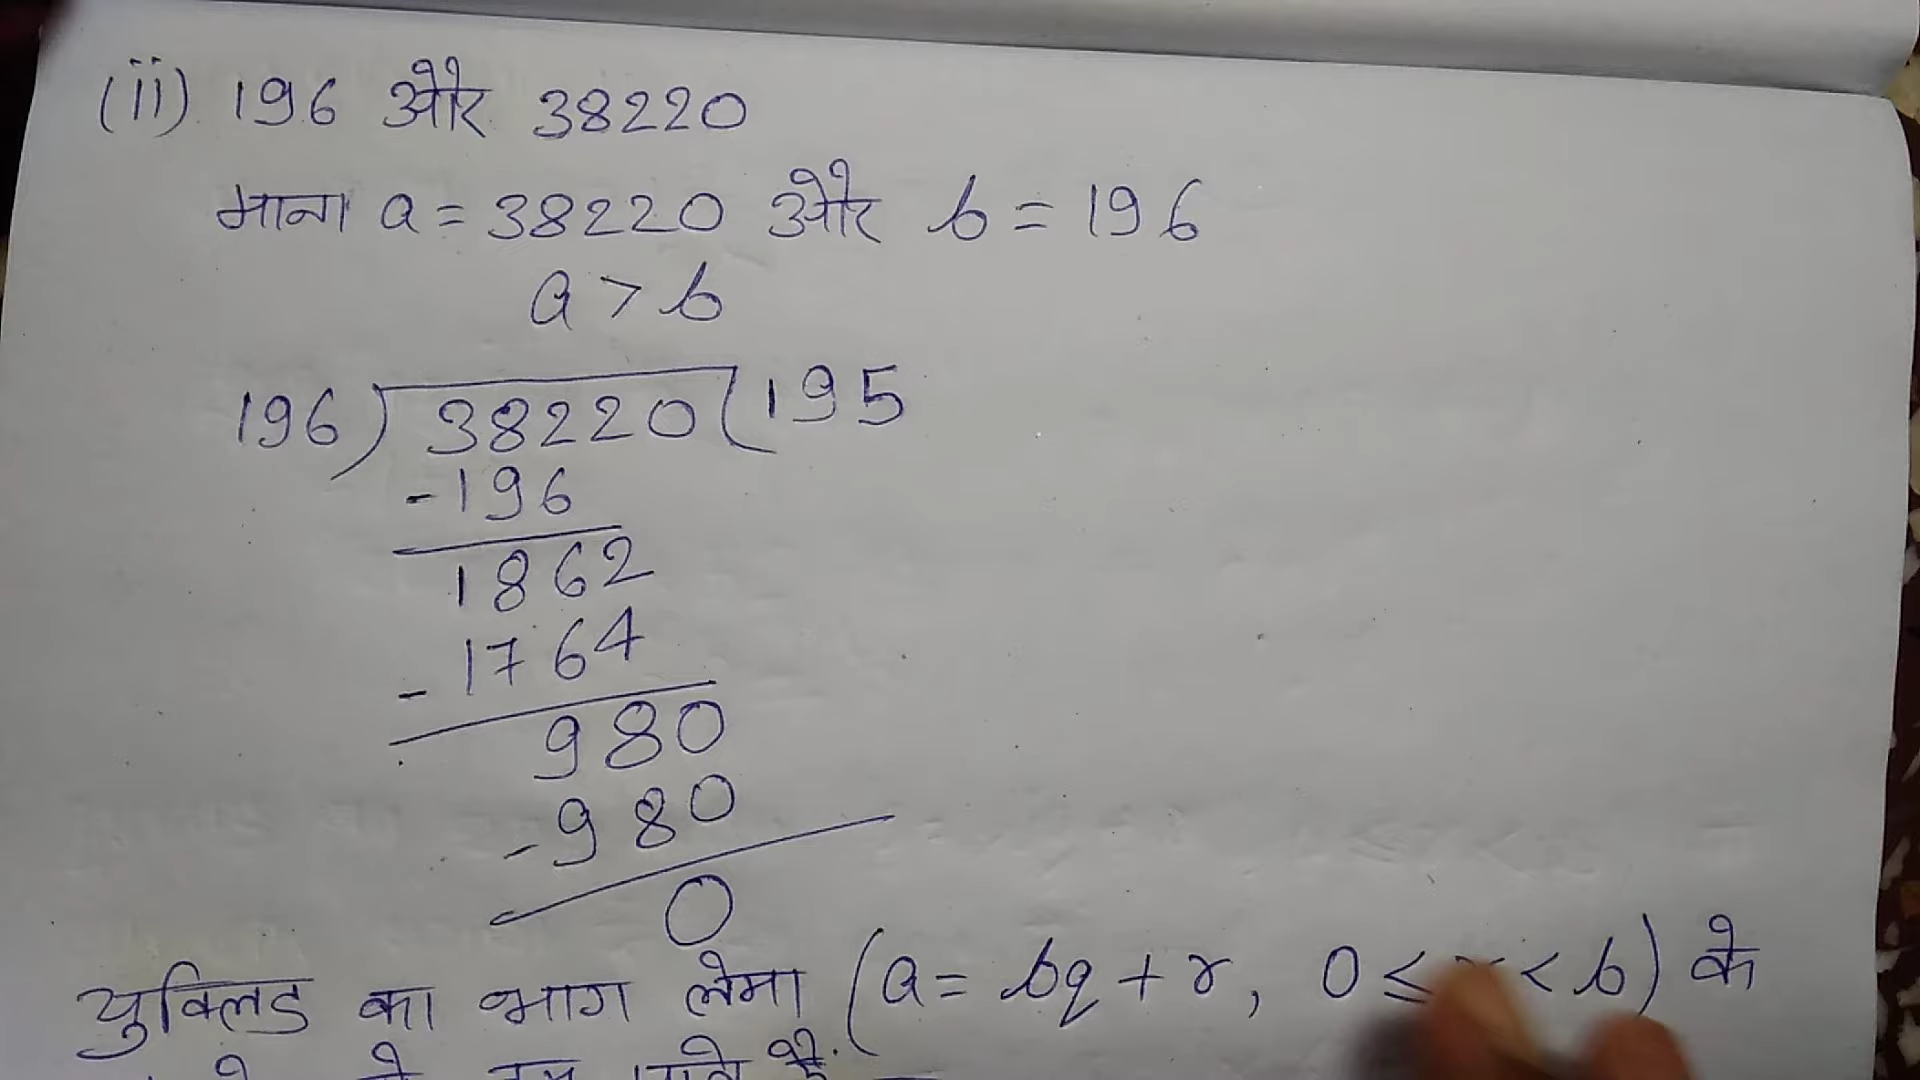 (ii) 196 और 38220
माना a = 38220 और b = 196
a > b
196 ) 38220 ( 195
- 196
1862
- 1764
980
- 980
0
युक्लिड का भाग लेमा (a = bq + r, 0 ≤ r < b) के